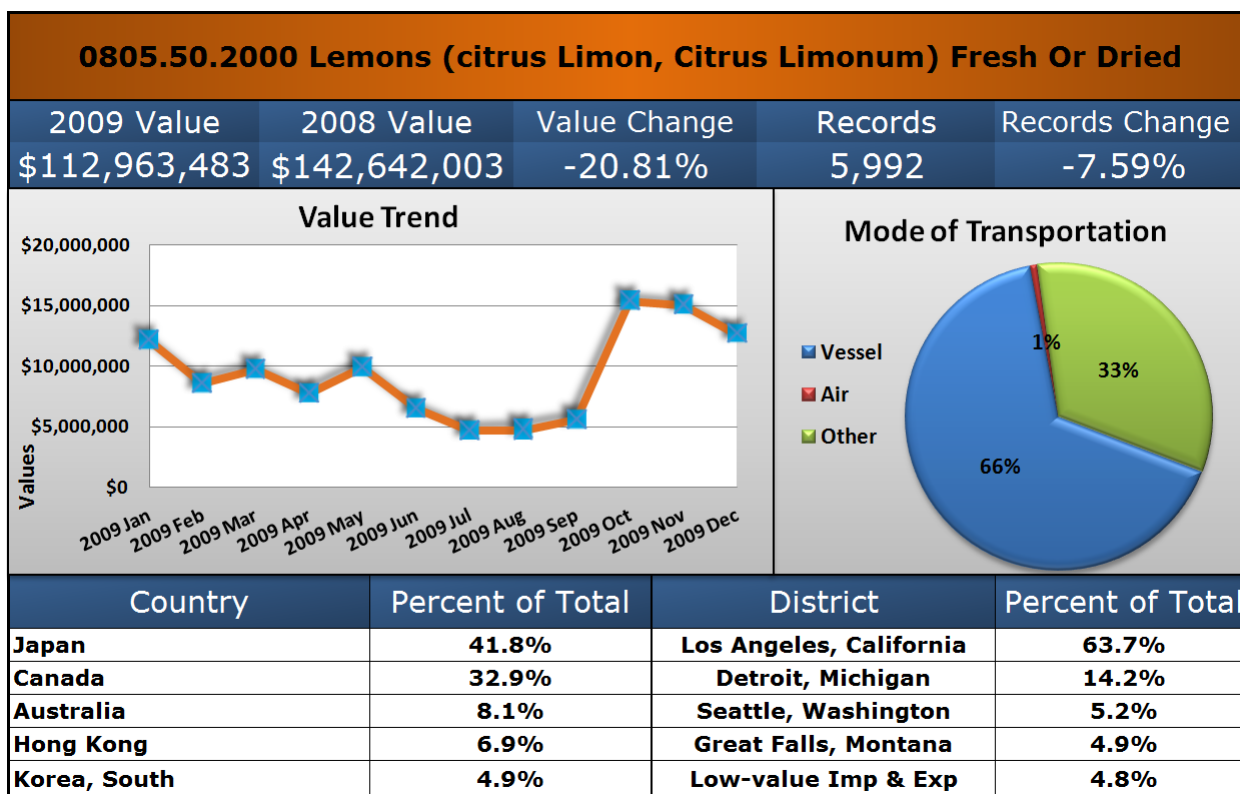 0805.50.2000 Lemons (citrus Limon, Citrus Limonum) Fresh Or Dried
2009 Value 2008 Value Value Change Records Records Change
$112,963,483 $142,642,003 -20.81% 5,992 -7.59%
Value Trend
$20,000,000
$15,000,000
$10,000,000
$5,000,000
$0
Values
2009 Jan
2009 Feb
2009 Mar
2009 Apr
2009 May
2009 Jun
2009 Jul
2009 Aug
2009 Sep
2009 Oct
2009 Nov
2009 Dec
Mode of Transportation
Vessel
Air
Other
1%
33%
66%
Country Percent of Total District Percent of Total
Japan 41.8% Los Angeles, California 63.7%
Canada 32.9% Detroit, Michigan 14.2%
Australia 8.1% Seattle, Washington 5.2%
Hong Kong 6.9% Great Falls, Montana 4.9%
Korea, South 4.9% Low-value Imp & Exp 4.8%